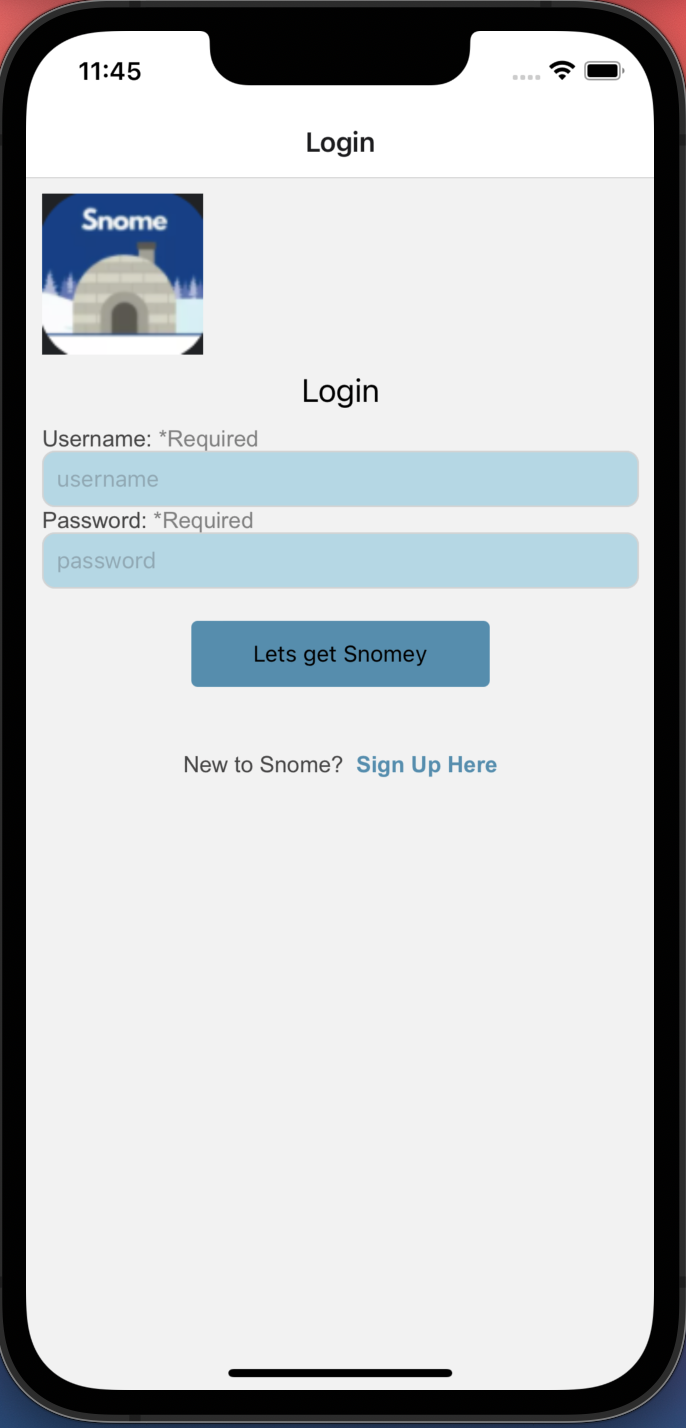 11:45
Login
Snome
Login
Username: *Required
username
Password: *Required
password
Lets get Snomey
New to Snome? Sign Up Here